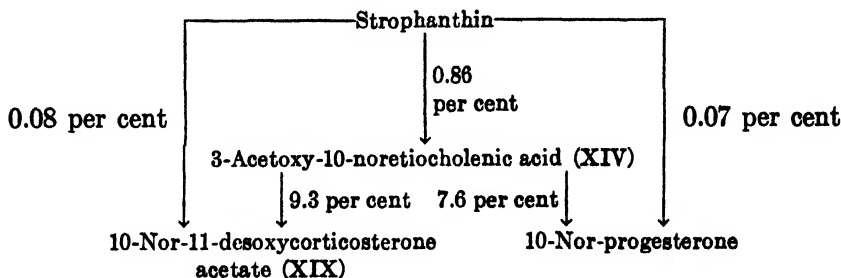 Strophanthin
0.86
per cent
0.08 per cent
0.07 per cent
3-Acetoxy-10-noretiocholenic acid (XIV)
9.3 per cent
7.6 per cent
10-Nor-11-desoxycorticosterone
acetate (XIX)
10-Nor-progesterone